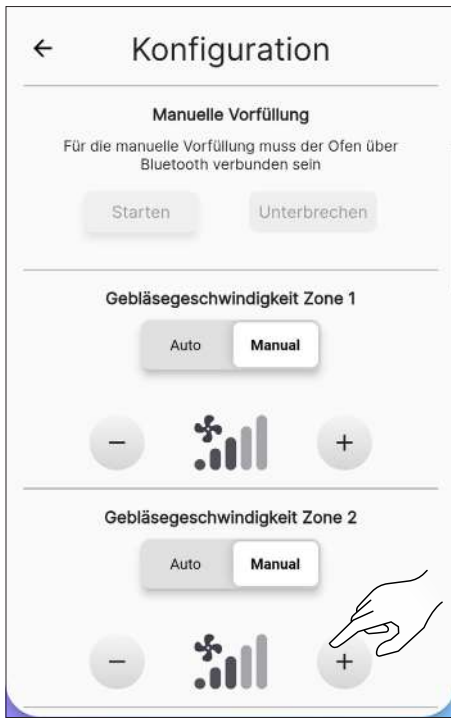 Konfiguration
Manuelle Vorfüllung
Für die manuelle Vorfüllung muss der Ofen über
Bluetooth verbunden sein
Starten Unterbrechen
Gebläsegeschwindigkeit Zone 1
Auto Manual
− +
Gebläsegeschwindigkeit Zone 2
Auto Manual
− +